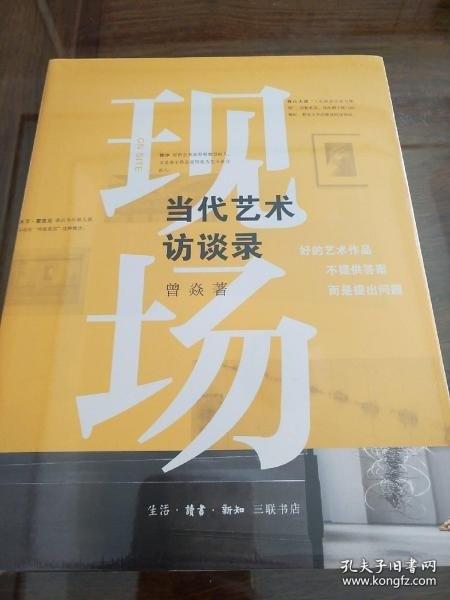 现场
ON SITE
当代艺术
访谈录
曾焱 著
好的艺术作品
不提供答案
而是提出问题
生活·讀書·新知 三联书店
孔夫子旧书网
www.kongfz.com